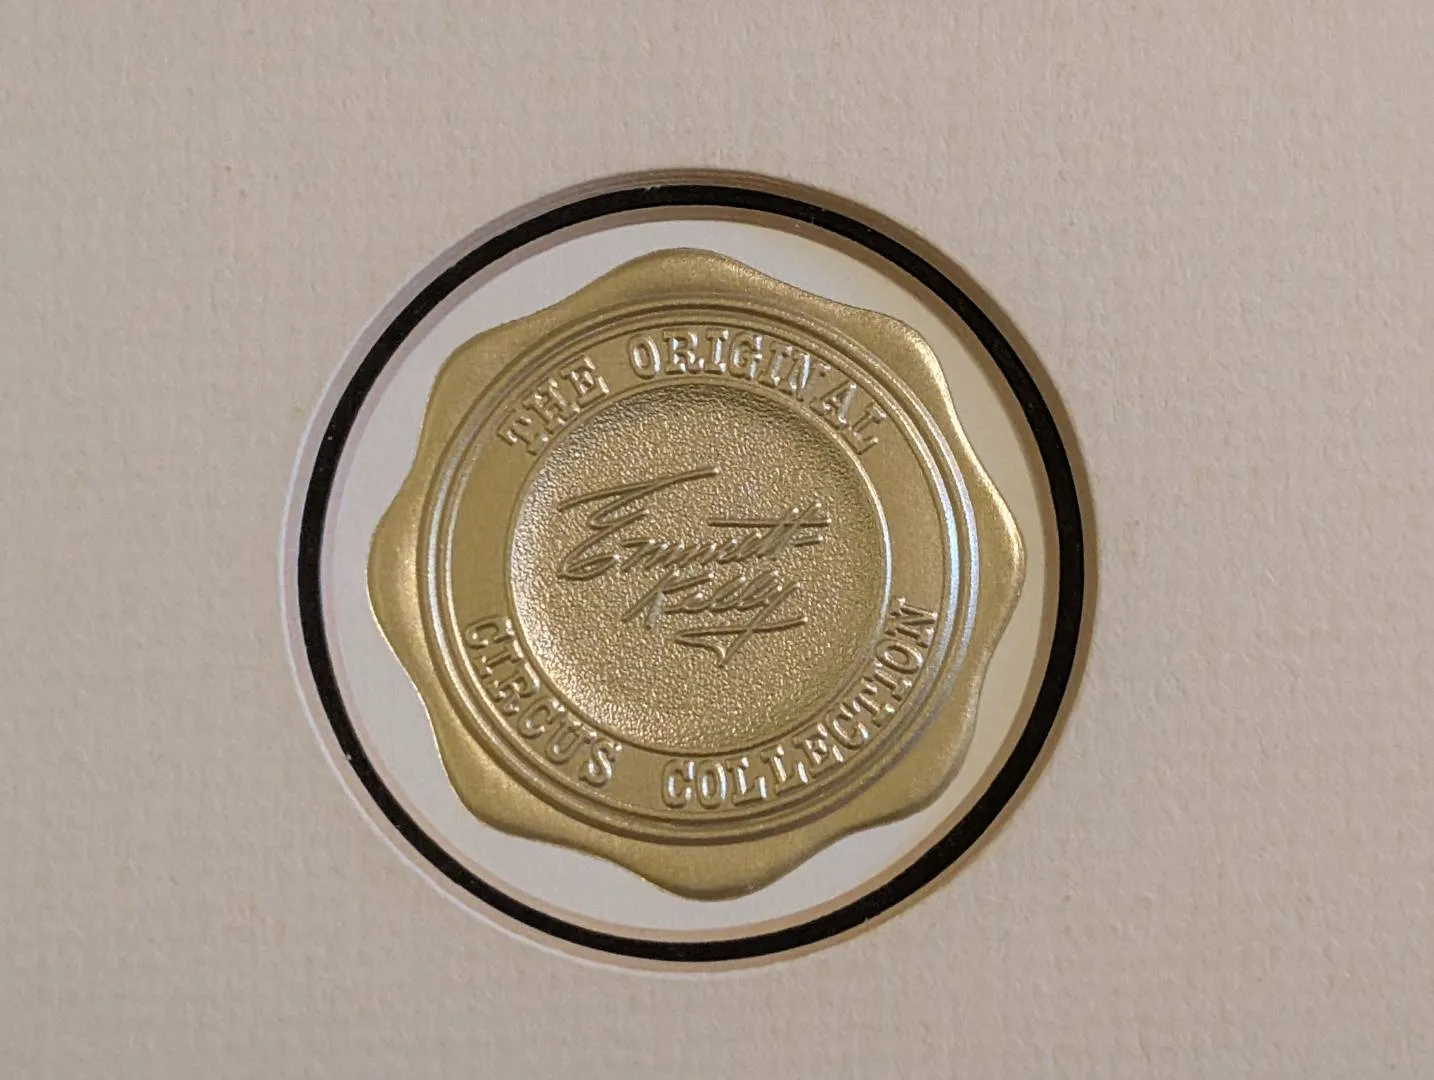 THE ORIGINAL
Emmett
Kelly
CIRCUS COLLECTION